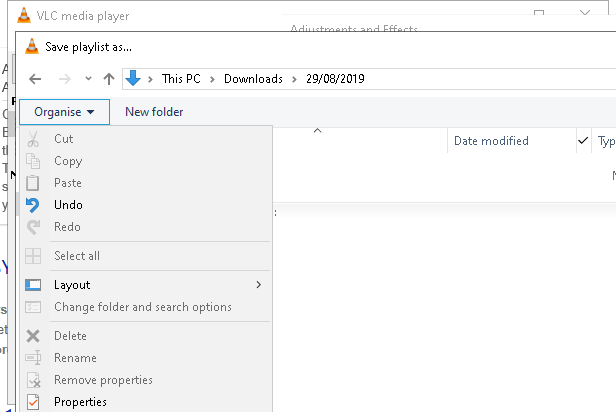 VLC media player
Adjustments and Effects
Save playlist as...
This PC > Downloads > 29/08/2019
Organise New folder
Date modified
Typ
Cut
Copy
Paste
Undo
Redo
Select all
Layout
Change folder and search options
Delete
Rename
Remove properties
Properties